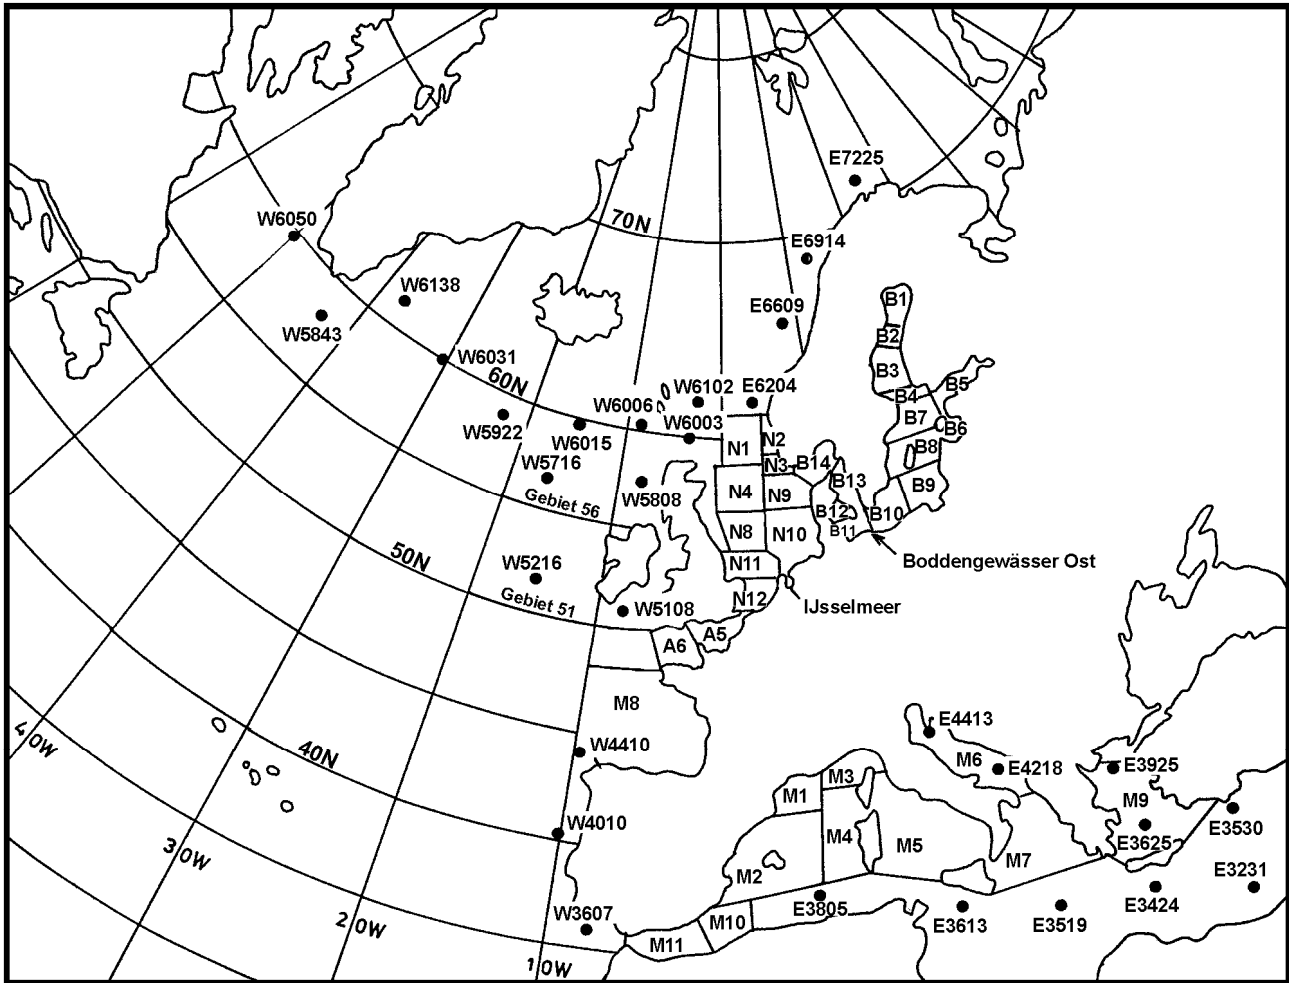 E7225
W6050
70N
E6914
W6138
B1
E6609
W5843
B2
W6031
B3
60N
W6102
E6204
B5
B4
W6006
W5922
W6015
W6003
B7
B6
N1
N2
B8
W5716
N3
B14
B13
W5808
N4
N9
B9
Gebiet 56
B12
B10
N8
N10
B11
50N
N11
Boddengewässer Ost
W5216
Gebiet 51
N12
IJsselmeer
W5108
A6
A5
M8
E4413
40W
W4410
40N
M6
E4218
E3925
M3
M1
M9
W4010
E3530
M4
M5
E3625
30W
M7
M2
E3231
W3607
E3805
E3424
20W
M10
E3613
E3519
M11
10W